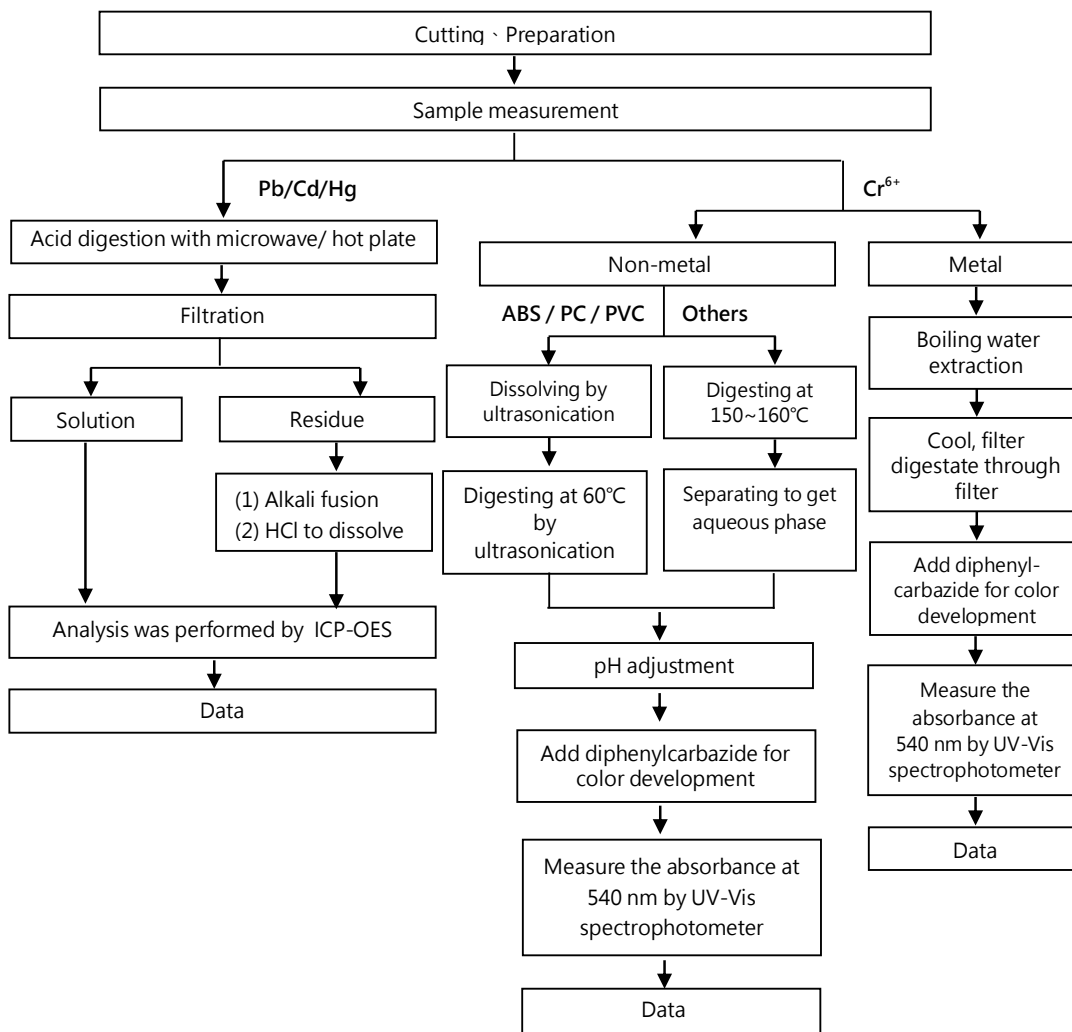 Cutting、Preparation
Sample measurement
Pb/Cd/Hg
Cr⁶⁺
Acid digestion with microwave/ hot plate
Non-metal
Metal
Filtration
ABS / PC / PVC
Others
Boiling water
extraction
Solution
Residue
Dissolving by
ultrasonication
Digesting at
150~160℃
Cool, filter
digestate through
filter
(1) Alkali fusion
(2) HCl to dissolve
Digesting at 60℃
by
ultrasonication
Separating to get
aqueous phase
Add diphenyl-
carbazide for color
development
Analysis was performed by ICP-OES
pH adjustment
Data
Measure the
absorbance at
540 nm by UV-Vis
spectrophotometer
Add diphenylcarbazide for
color development
Data
Measure the absorbance at
540 nm by UV-Vis
spectrophotometer
Data